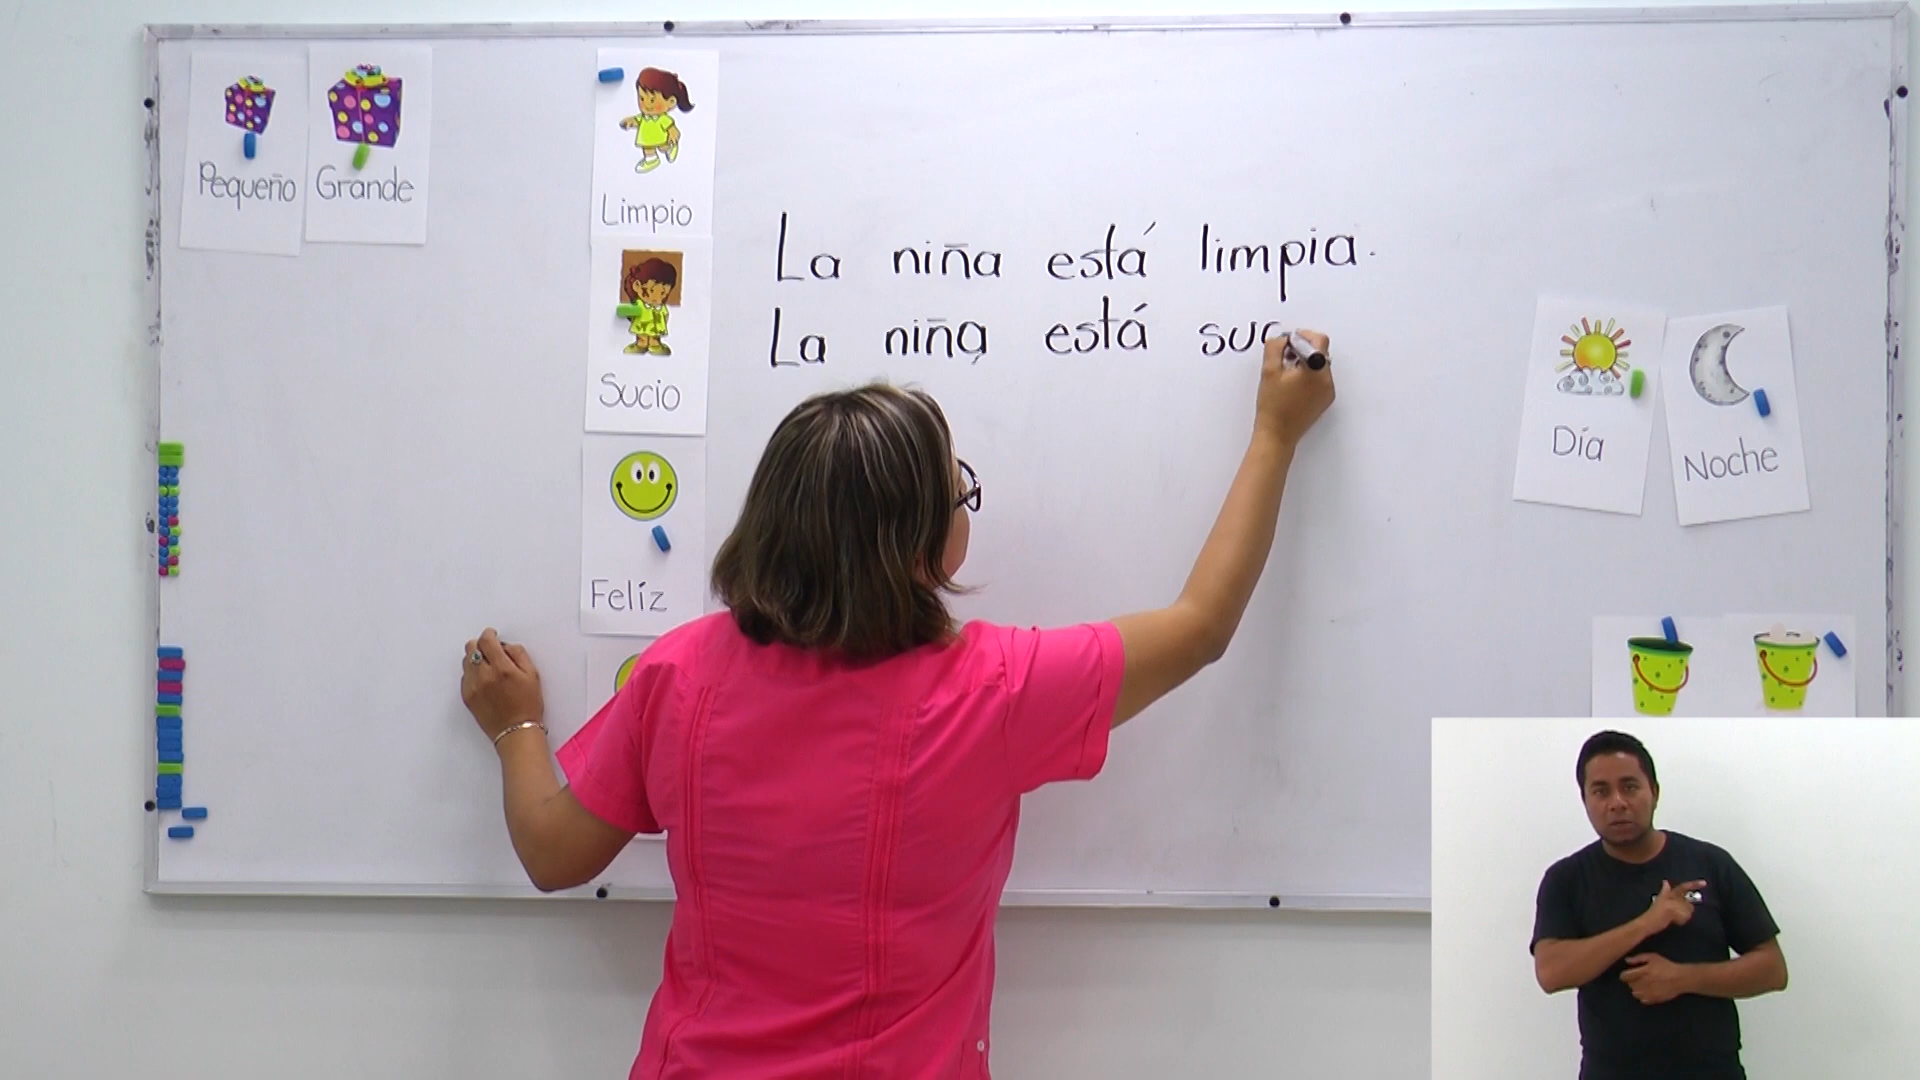 Pequeño
Grande
Limpio
Sucio
Felíz
La niña está limpia.
La niña está suc
Día
Noche